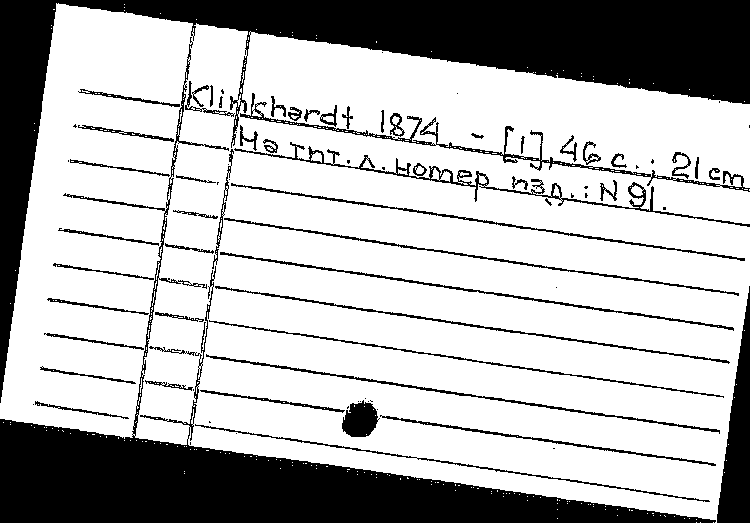 Klinkhardt, 1874. - [1], 46 с.; 21 cm
На тит. л. номер изд.: N 91.